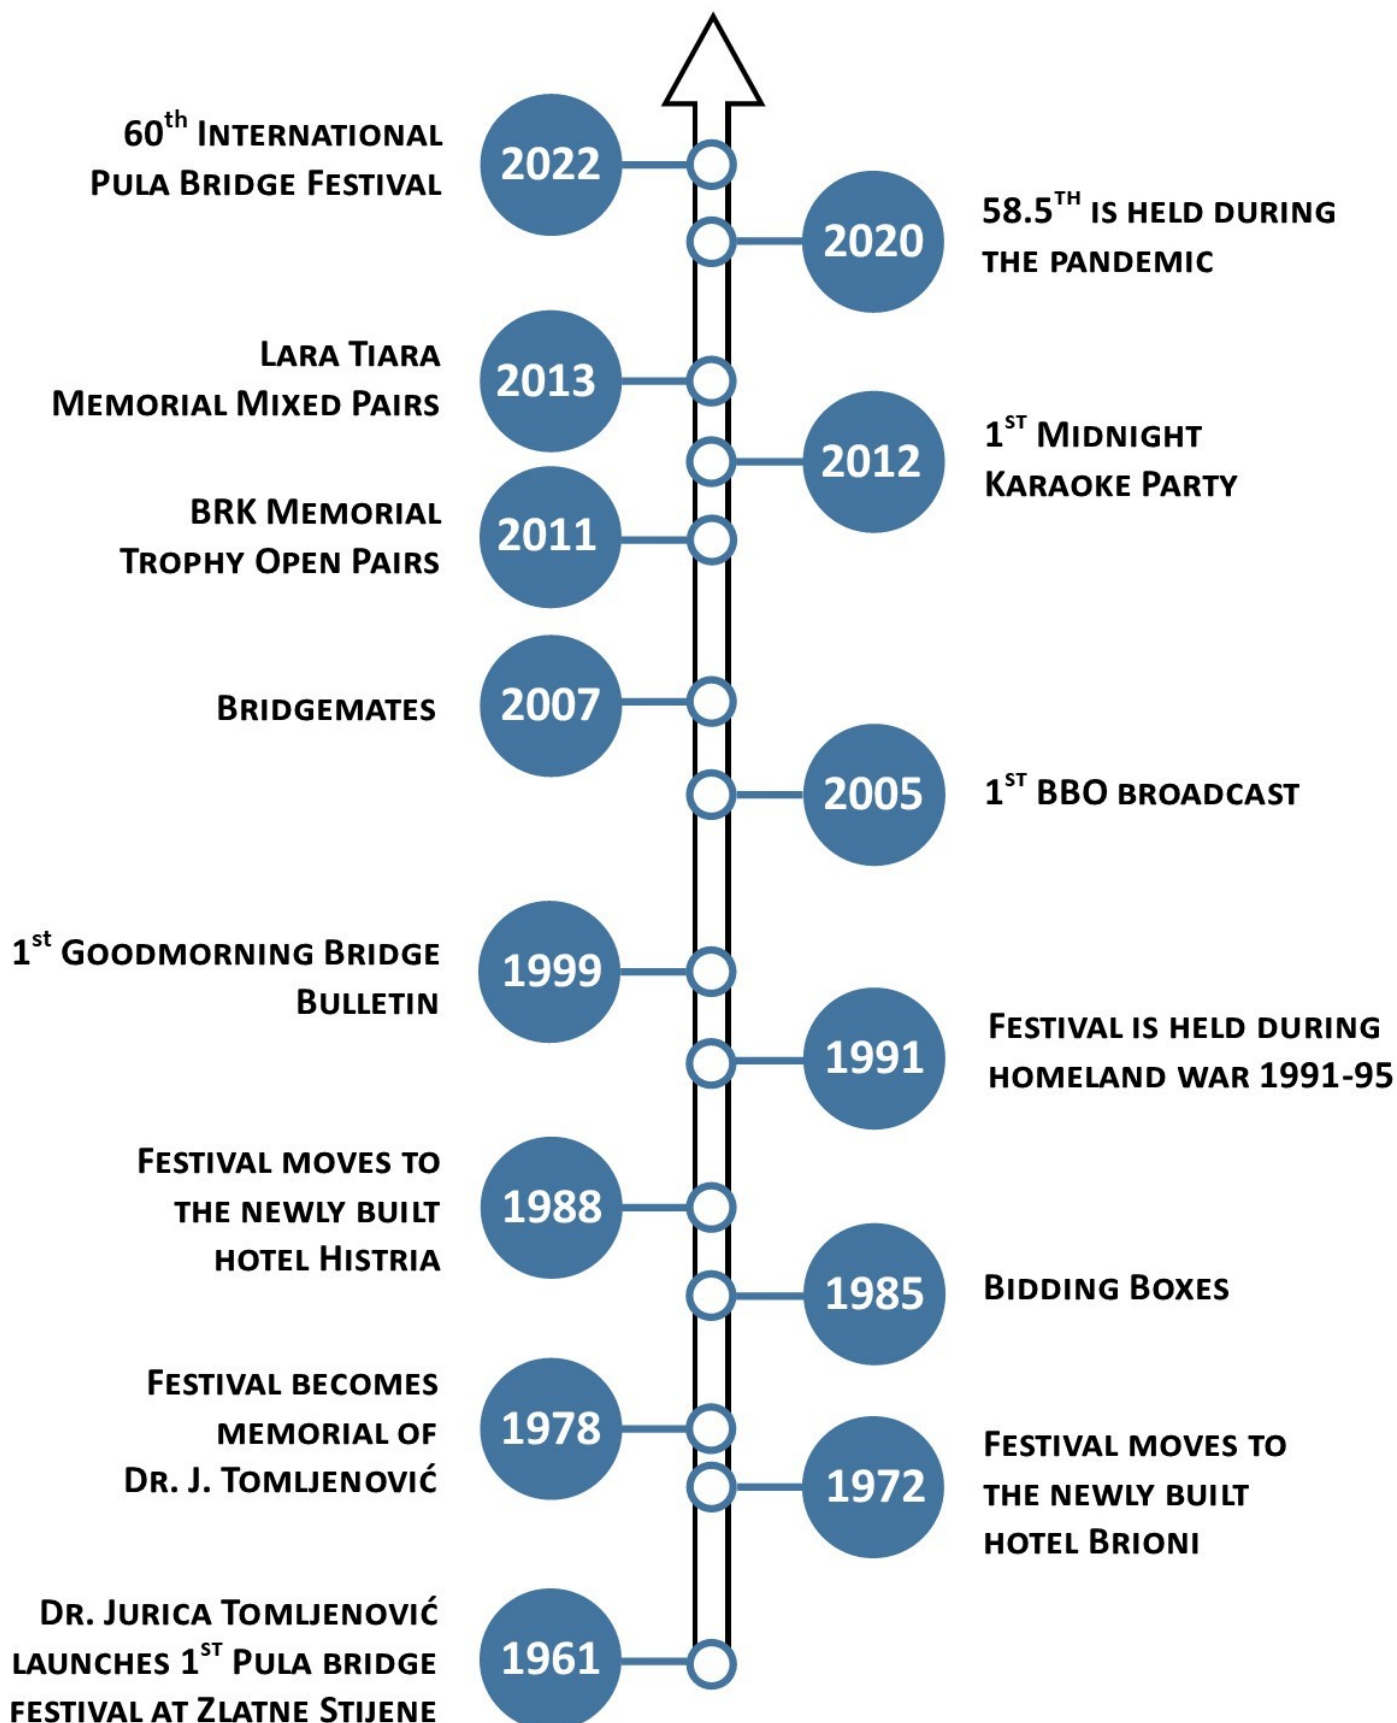 60th International
Pula Bridge Festival
2022
58.5TH is held during
the pandemic
2020
Lara Tiara
Memorial Mixed Pairs
2013
1ST Midnight
Karaoke Party
2012
BRK Memorial
Trophy Open Pairs
2011
Bridgemates
2007
1ST BBO broadcast
2005
1st Goodmorning Bridge
Bulletin
1999
Festival is held during
homeland war 1991-95
1991
Festival moves to
the newly built
hotel Histria
1988
Bidding Boxes
1985
Festival becomes
memorial of
Dr. J. Tomljenović
1978
Festival moves to
the newly built
hotel Brioni
1972
Dr. Jurica Tomljenović
launches 1ST Pula bridge
festival at Zlatne Stijene
1961